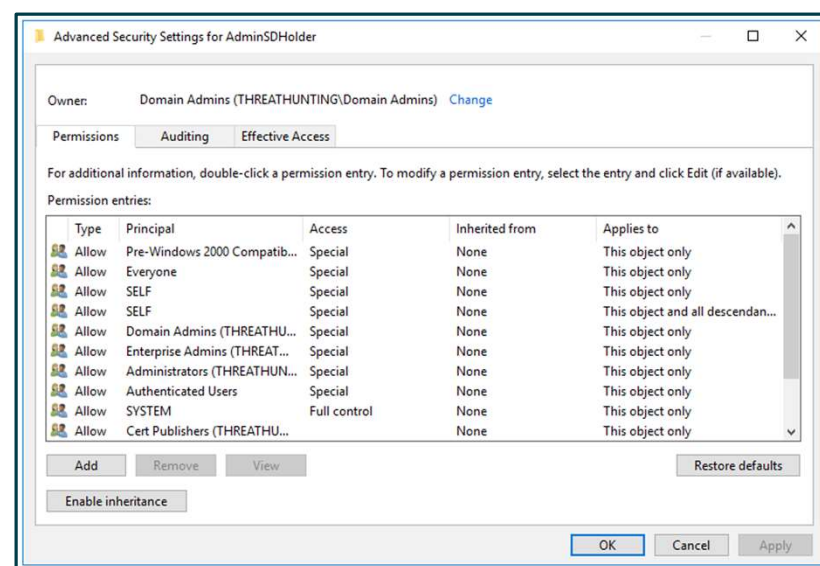 Advanced Security Settings for AdminSDHolder
Owner: Domain Admins (THREATHUNTING\Domain Admins) Change
Permissions Auditing Effective Access
For additional information, double-click a permission entry. To modify a permission entry, select the entry and click Edit (if available).
Permission entries:
Type Principal Access Inherited from Applies to
Allow Pre-Windows 2000 Compatib... Special None This object only
Allow Everyone Special None This object only
Allow SELF Special None This object only
Allow SELF Special None This object and all descendan...
Allow Domain Admins (THREATHU... Special None This object only
Allow Enterprise Admins (THREAT... Special None This object only
Allow Administrators (THREATHUN... Special None This object only
Allow Authenticated Users Special None This object only
Allow SYSTEM Full control None This object only
Allow Cert Publishers (THREATHU... None This object only
Add Remove View Restore defaults
Enable inheritance
OK Cancel Apply